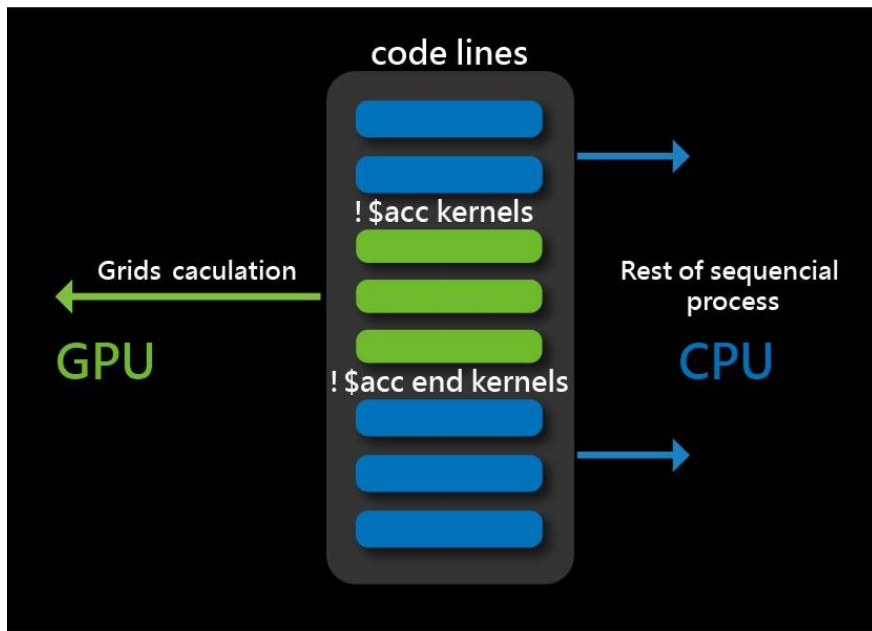 code lines
! $acc kernels
Grids caculation
GPU
Rest of sequencial
process
CPU
! $acc end kernels